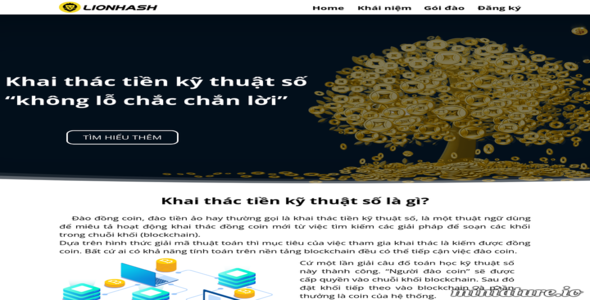 LIONHASH
Home Khái niệm Gói đào Đăng ký
Khai thác tiền kỹ thuật số
“không lỗ chắc chắn lời”
TÌM HIỂU THÊM
Khai thác tiền kỹ thuật số là gì?
Đào đồng coin, đào tiền ảo hay thường gọi là khai thác tiền kỹ thuật số, là một thuật ngữ dùng
để miêu tả hoạt động khai thác đồng coin mới từ việc tìm kiếm các giải pháp để soạn các khối
trong chuỗi khối (blockchain).
Dựa trên hình thức giải mã thuật toán thì mục tiêu của việc tham gia khai thác là kiếm được đồng
coin. Bất cứ ai có khả năng tính toán trên nền tảng blockchain đều có thể tiếp cận việc đào coin.
Cứ một lần giải câu đố toán học kỹ thuật số
này thành công. “Người đào coin” sẽ được
cấp quyền vào chuỗi khối blockchain. Sau đó
đặt khối tiếp theo vào blockchain và nhận
thưởng là coin của hệ thống.
miniature.ic